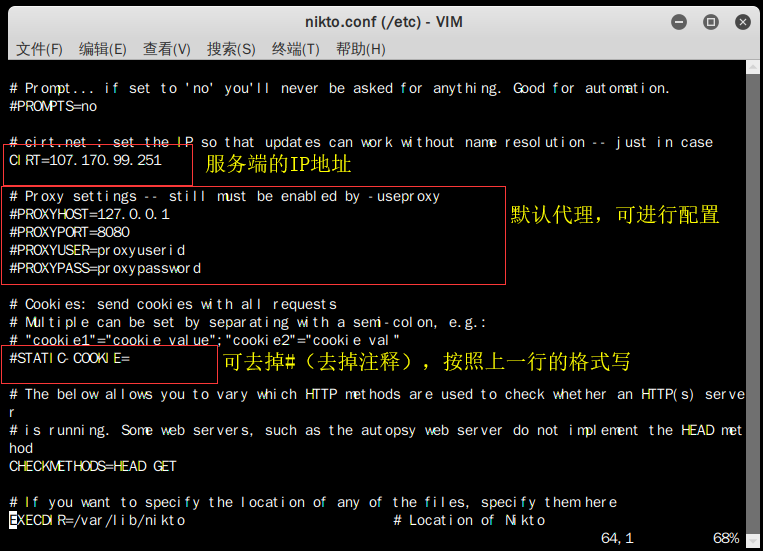 nikto.conf (/etc) - VIM
文件(F) 编辑(E) 查看(V) 搜索(S) 终端(T) 帮助(H)
# Prompt... if set to 'no' you'll never be asked for anything. Good for automation.
#PROMPTS=no
# cirt.net : set the IP so that updates can work without name resolution -- just in case
CIRT=107.170.99.251 服务端的IP地址
# Proxy settings -- still must be enabled by -useproxy
#PROXYHOST=127.0.0.1 默认代理，可进行配置
#PROXYPORT=8080
#PROXYUSER=proxyuserid
#PROXYPASS=proxypassword
# Cookies: send cookies with all requests
# Multiple can be set by separating with a semi-colon, e.g.:
# "cookie1"="cookie value";"cookie2"="cookie val"
#STATIC-COOKIE= 可去掉#（去掉注释），按照上一行的格式写
# The below allows you to vary which HTTP methods are used to check whether an HTTP(s) serve
r
# is running. Some web servers, such as the autopsy web server do not implement the HEAD met
hod
CHECKMETHODS=HEAD GET
# If you want to specify the location of any of the files, specify them here
EXECDIR=/var/lib/nikto # Location of Nikto
64,1 68%